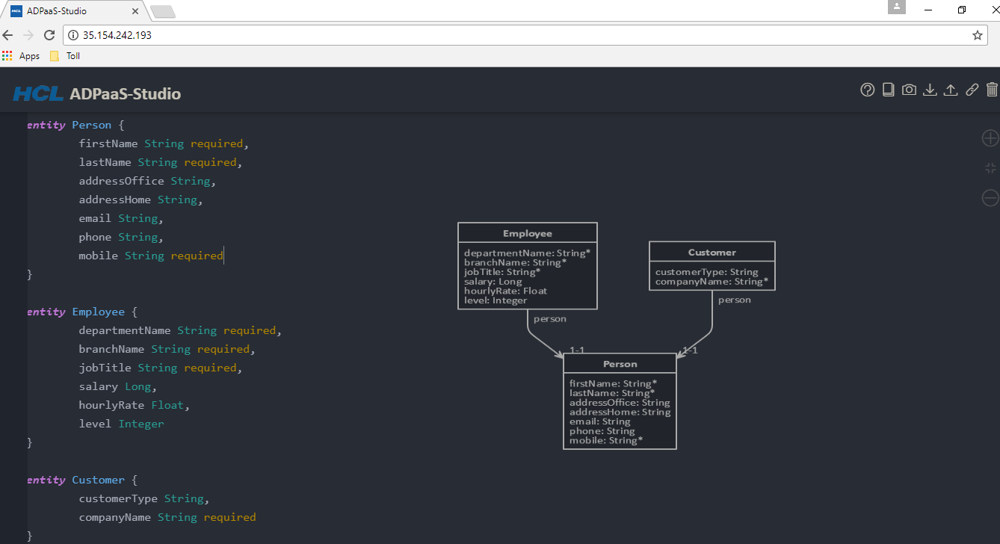 HCL ADPaaS-Studio
35.154.242.193
Apps Toll
HCL ADPaaS-Studio
entity Person {
firstName String required,
lastName String required,
addressOffice String,
addressHome String,
email String,
phone String,
mobile String required
}
entity Employee {
departmentName String required,
branchName String required,
jobTitle String required,
salary Long,
hourlyRate Float,
level Integer
}
entity Customer {
customerType String,
companyName String required
}
Employee
departmentName: String*
branchName: String*
jobTitle: String*
salary: Long
hourlyRate: Float
level: Integer
person
1-1
Customer
customerType: String
companyName: String*
person
1-1
Person
firstName: String*
lastName: String*
addressOffice: String
addressHome: String
email: String
phone: String
mobile: String*